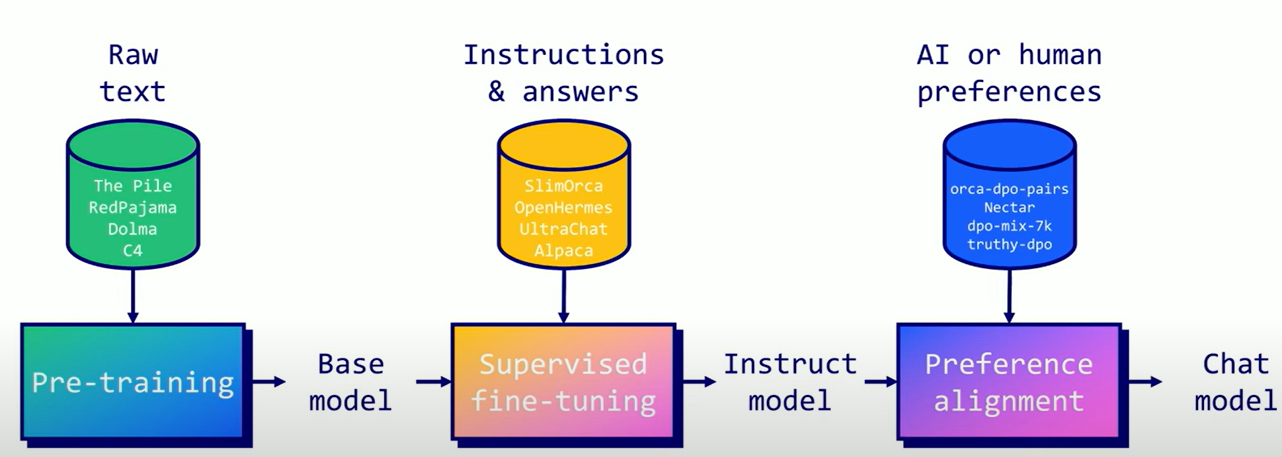 Raw
text
Instructions
& answers
AI or human
preferences
The Pile
RedPajama
Dolma
C4
SlimOrca
OpenHermes
UltraChat
Alpaca
orca-dpo-pairs
Nectar
dpo-mix-7k
truthy-dpo
Pre-training
Base
model
Supervised
fine-tuning
Instruct
model
Preference
alignment
Chat
model